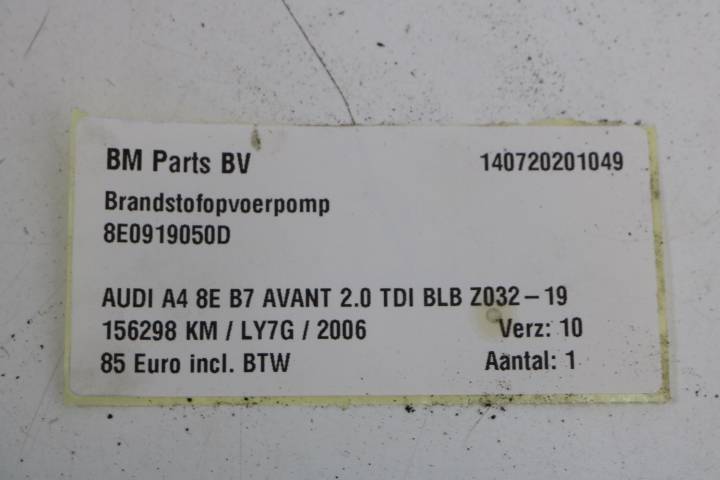 BM Parts BV 140720201049
Brandstofopvoerpomp
8E0919050D
AUDI A4 8E B7 AVANT 2.0 TDI BLB Z032-19
156298 KM / LY7G / 2006 Verz: 10
85 Euro incl. BTW Aantal: 1